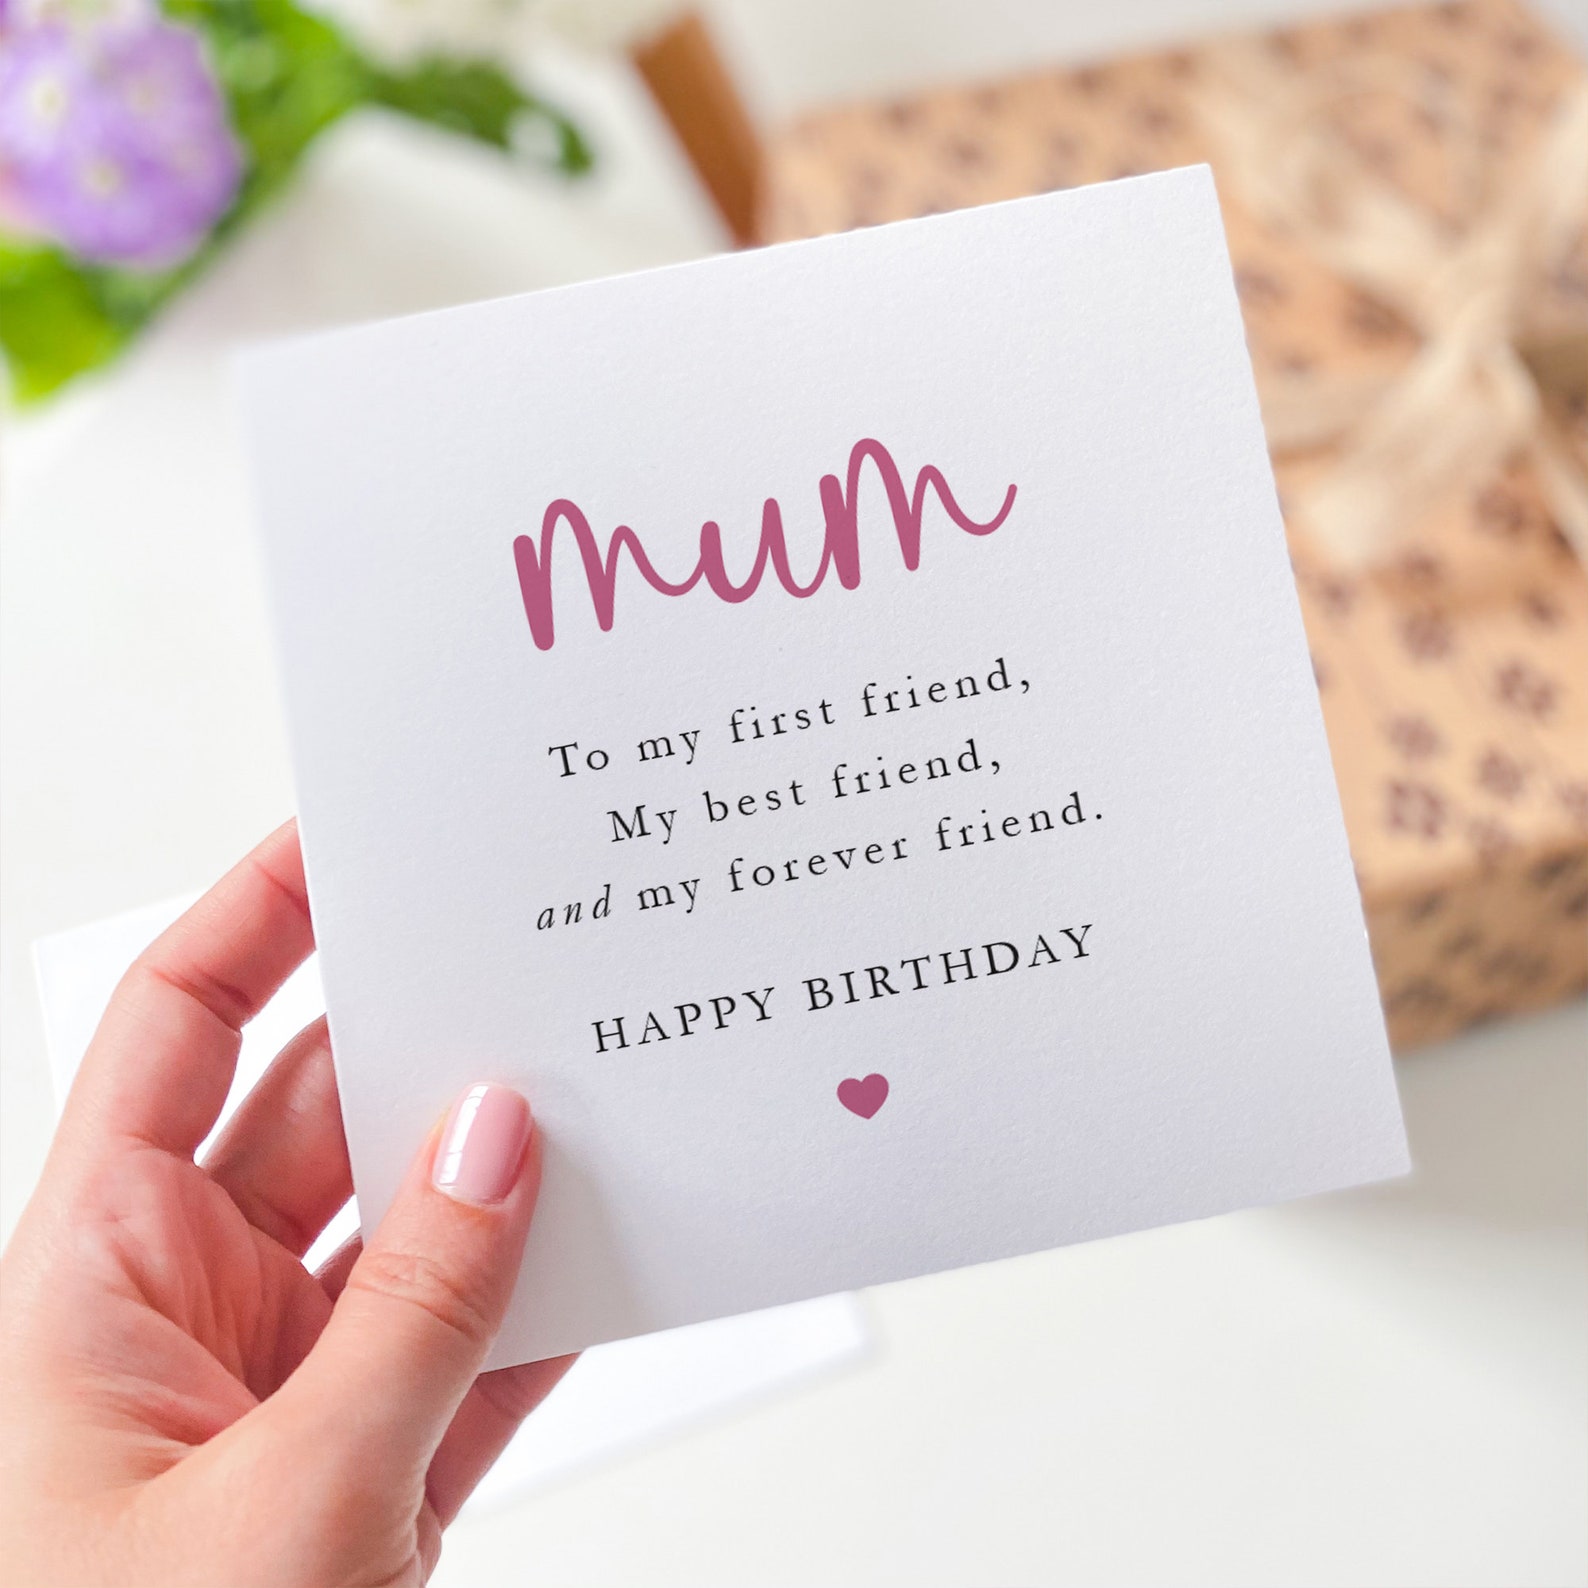 mum
To my first friend,
My best friend,
and my forever friend.
HAPPY BIRTHDAY